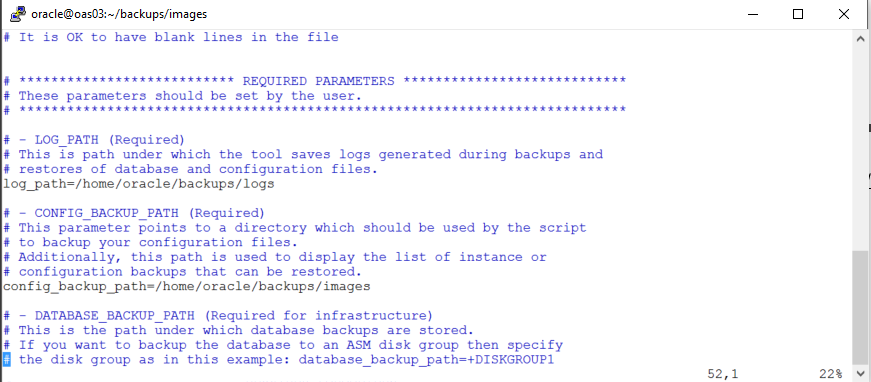 oracle@oas03:~/backups/images
# It is OK to have blank lines in the file
# *************************** REQUIRED PARAMETERS ****************************
# These parameters should be set by the user.
# ****************************************************************************
# - LOG_PATH (Required)
# This is path under which the tool saves logs generated during backups and
# restores of database and configuration files.
log_path=/home/oracle/backups/logs
# - CONFIG_BACKUP_PATH (Required)
# This parameter points to a directory which should be used by the script
# to backup your configuration files.
# Additionally, this path is used to display the list of instance or
# configuration backups that can be restored.
config_backup_path=/home/oracle/backups/images
# - DATABASE_BACKUP_PATH (Required for infrastructure)
# This is the path under which database backups are stored.
# If you want to backup the database to an ASM disk group then specify
# the disk group as in this example: database_backup_path=+DISKGROUP1
52,1 22%